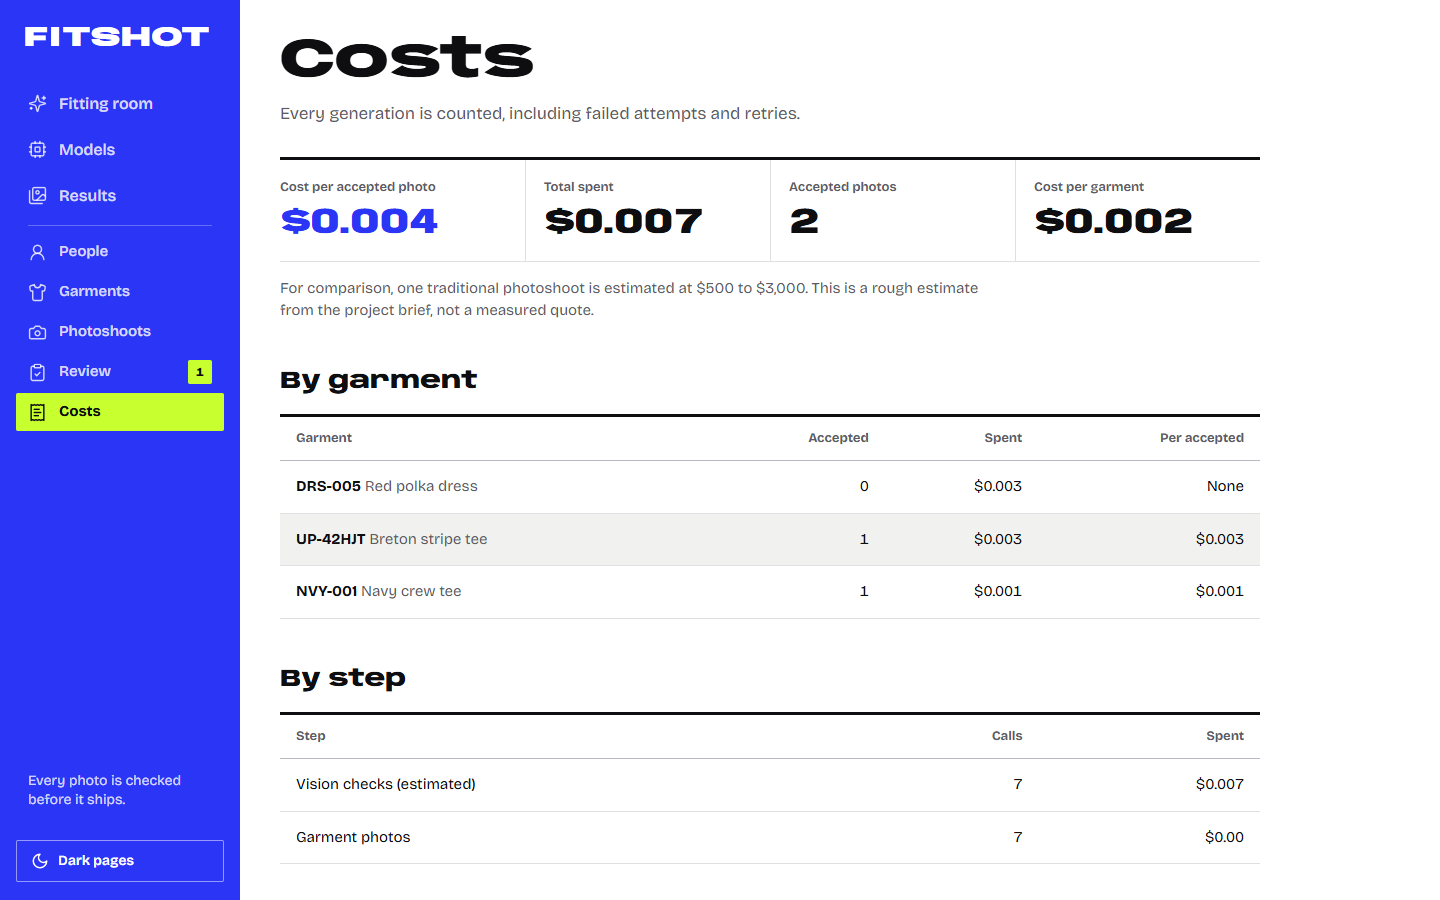 FITSHOT
Fitting room
Models
Results
People
Garments
Photoshoots
Review 1
Costs
Every photo is checked
before it ships.
Dark pages
Costs
Every generation is counted, including failed attempts and retries.
Cost per accepted photo Total spent Accepted photos Cost per garment
$0.004 $0.007 2 $0.002
For comparison, one traditional photoshoot is estimated at $500 to $3,000. This is a rough estimate
from the project brief, not a measured quote.
By garment
Garment Accepted Spent Per accepted
DRS-005 Red polka dress 0 $0.003 None
UP-42HJT Breton stripe tee 1 $0.003 $0.003
NVY-001 Navy crew tee 1 $0.001 $0.001
By step
Step Calls Spent
Vision checks (estimated) 7 $0.007
Garment photos 7 $0.00